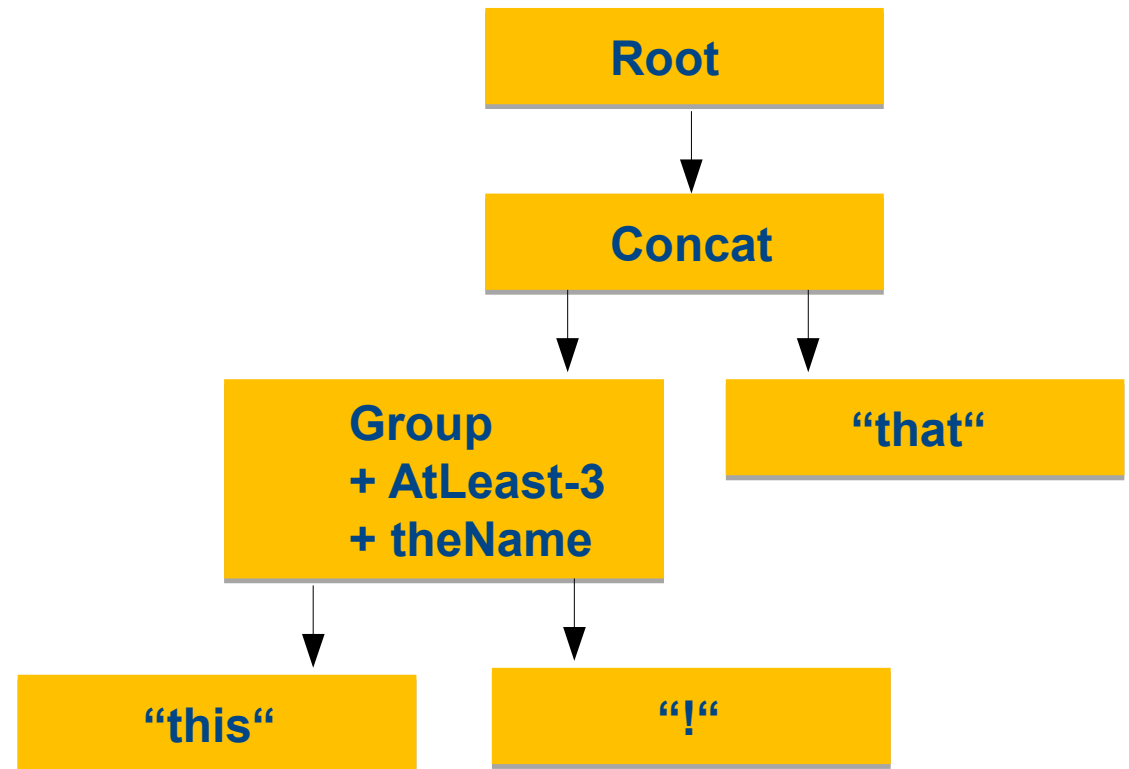 Root
Concat
Group
+ AtLeast-3
+ theName
“that“
“this“
“!“